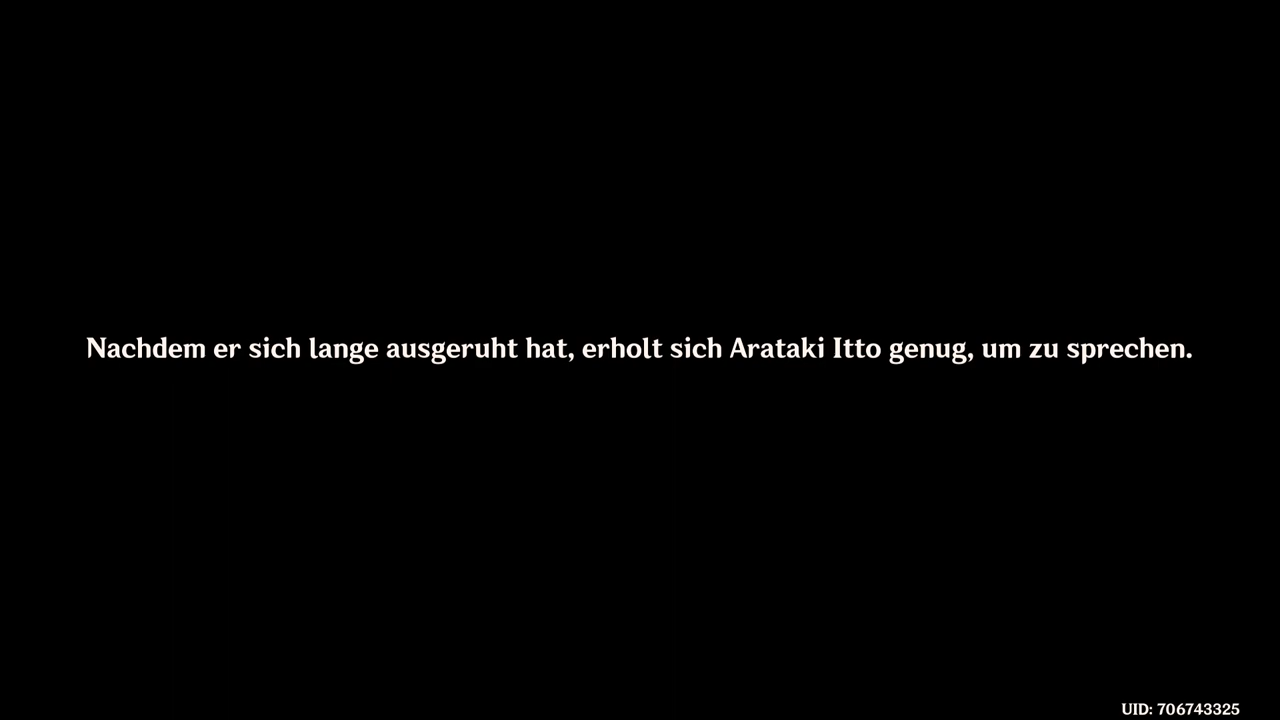 Nachdem er sich lange ausgeruht hat, erholt sich Arataki Itto genug, um zu sprechen.
UID: 706743325